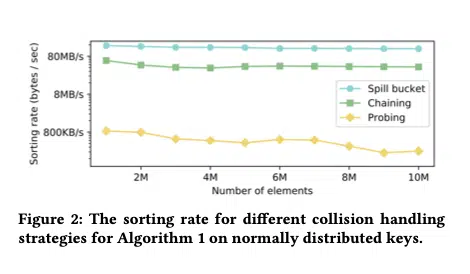 80MB/s
8MB/s
800KB/s
Sorting rate (bytes / sec)
Spill bucket
Chaining
Probing
2M 4M 6M 8M 10M
Number of elements
Figure 2: The sorting rate for different collision handling
strategies for Algorithm 1 on normally distributed keys.